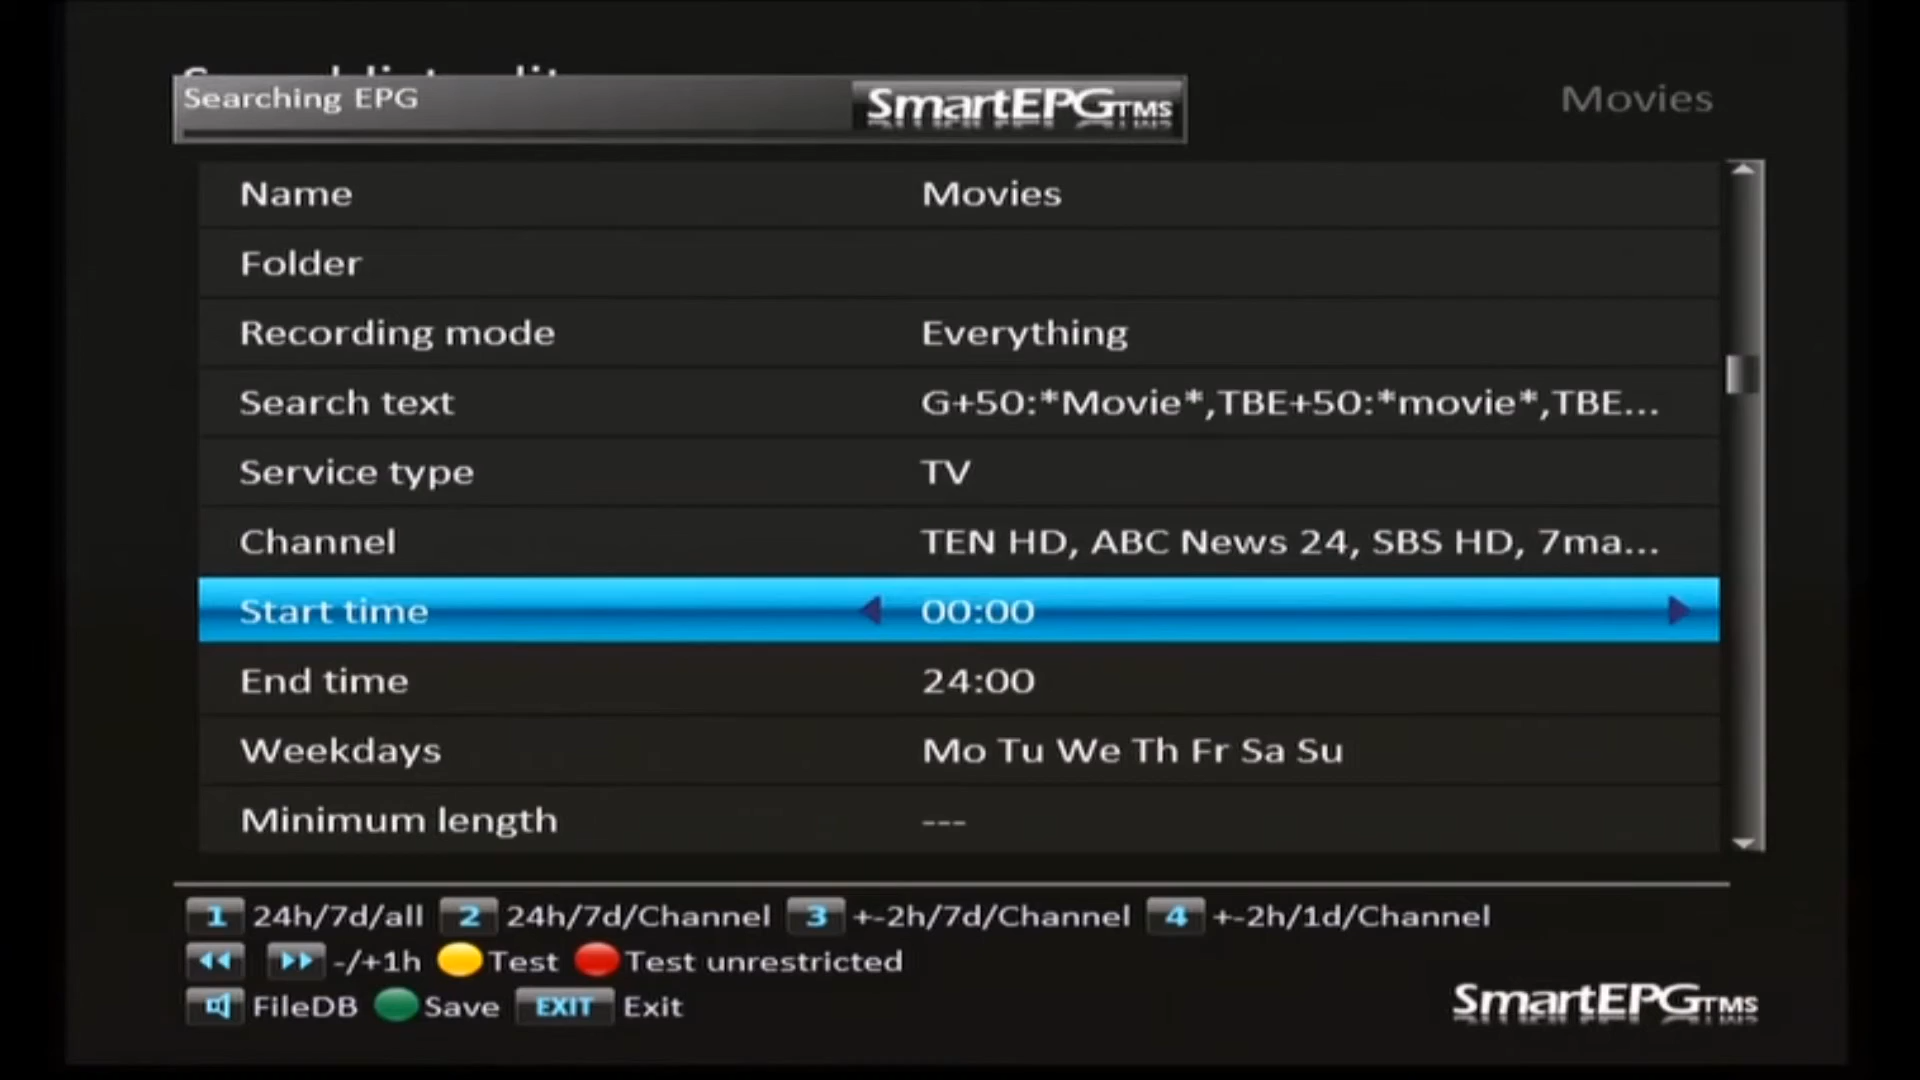 Searching EPG SmartEPG TMS
Movies
Name Movies
Folder
Recording mode Everything
Search text G+50:*Movie*,TBE+50:*movie*,TBE...
Service type TV
Channel TEN HD, ABC News 24, SBS HD, 7ma...
Start time 00:00
End time 24:00
Weekdays Mo Tu We Th Fr Sa Su
Minimum length ---
1 24h/7d/all 2 24h/7d/Channel 3 +-2h/7d/Channel 4 +-2h/1d/Channel
-/+1h Test Test unrestricted
FileDB Save EXIT Exit
SmartEPG TMS